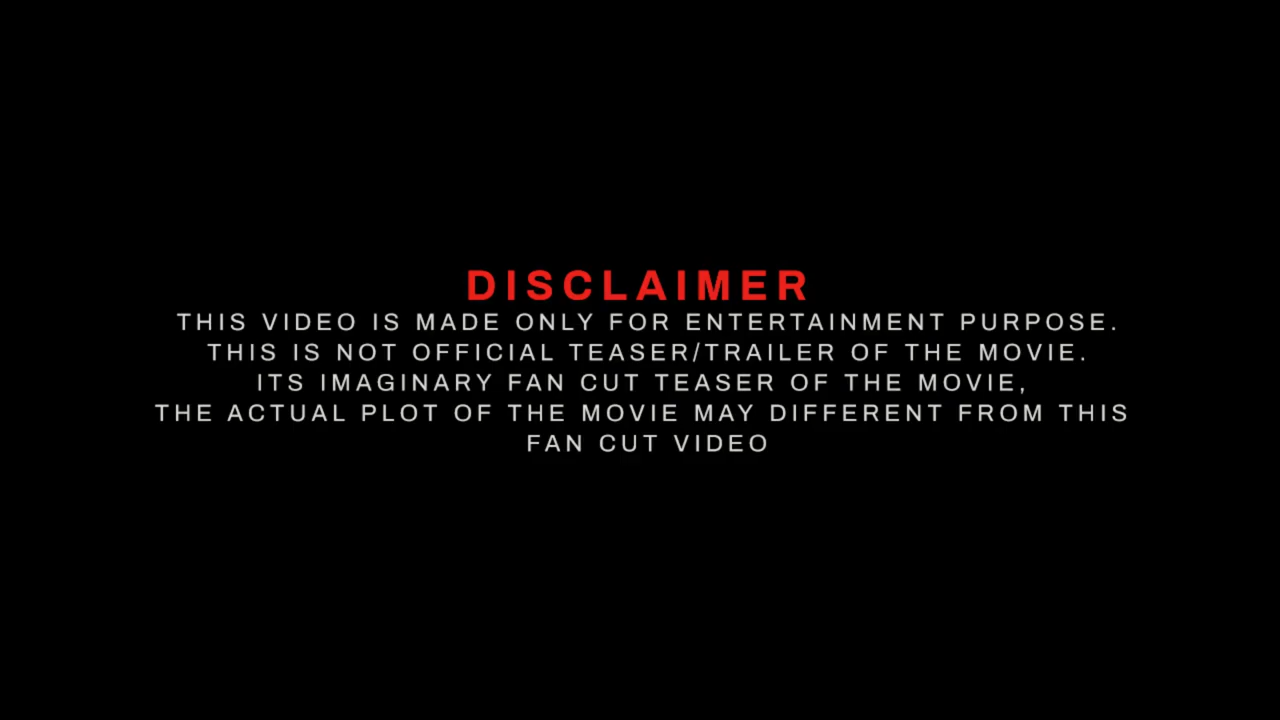 DISCLAIMER
THIS VIDEO IS MADE ONLY FOR ENTERTAINMENT PURPOSE.
THIS IS NOT OFFICIAL TEASER/TRAILER OF THE MOVIE.
ITS IMAGINARY FAN CUT TEASER OF THE MOVIE,
THE ACTUAL PLOT OF THE MOVIE MAY DIFFERENT FROM THIS
FAN CUT VIDEO